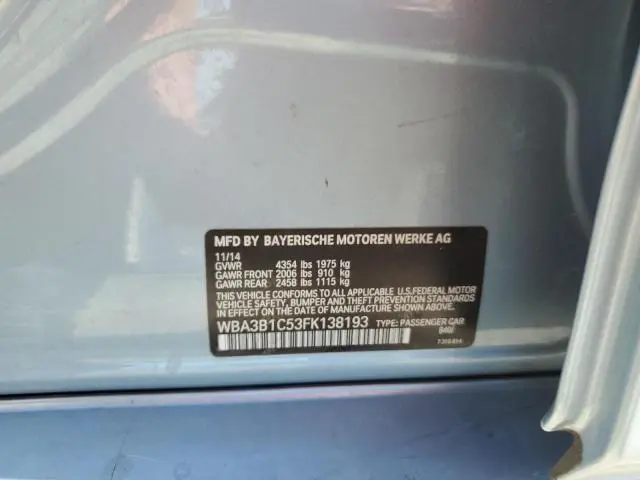 MFD BY BAYERISCHE MOTOREN WERKE AG
11/14
GVWR 4354 lbs 1975 kg
GAWR FRONT 2006 lbs 910 kg
GAWR REAR 2458 lbs 1115 kg
THIS VEHICLE CONFORMS TO ALL APPLICABLE U.S.FEDERAL MOTOR
VEHICLE SAFETY, BUMPER AND THEFT PREVENTION STANDARDS
IN EFFECT ON THE DATE OF MANUFACTURE SHOWN ABOVE.
WBA3B1C53FK138193 TYPE: PASSENGER CAR